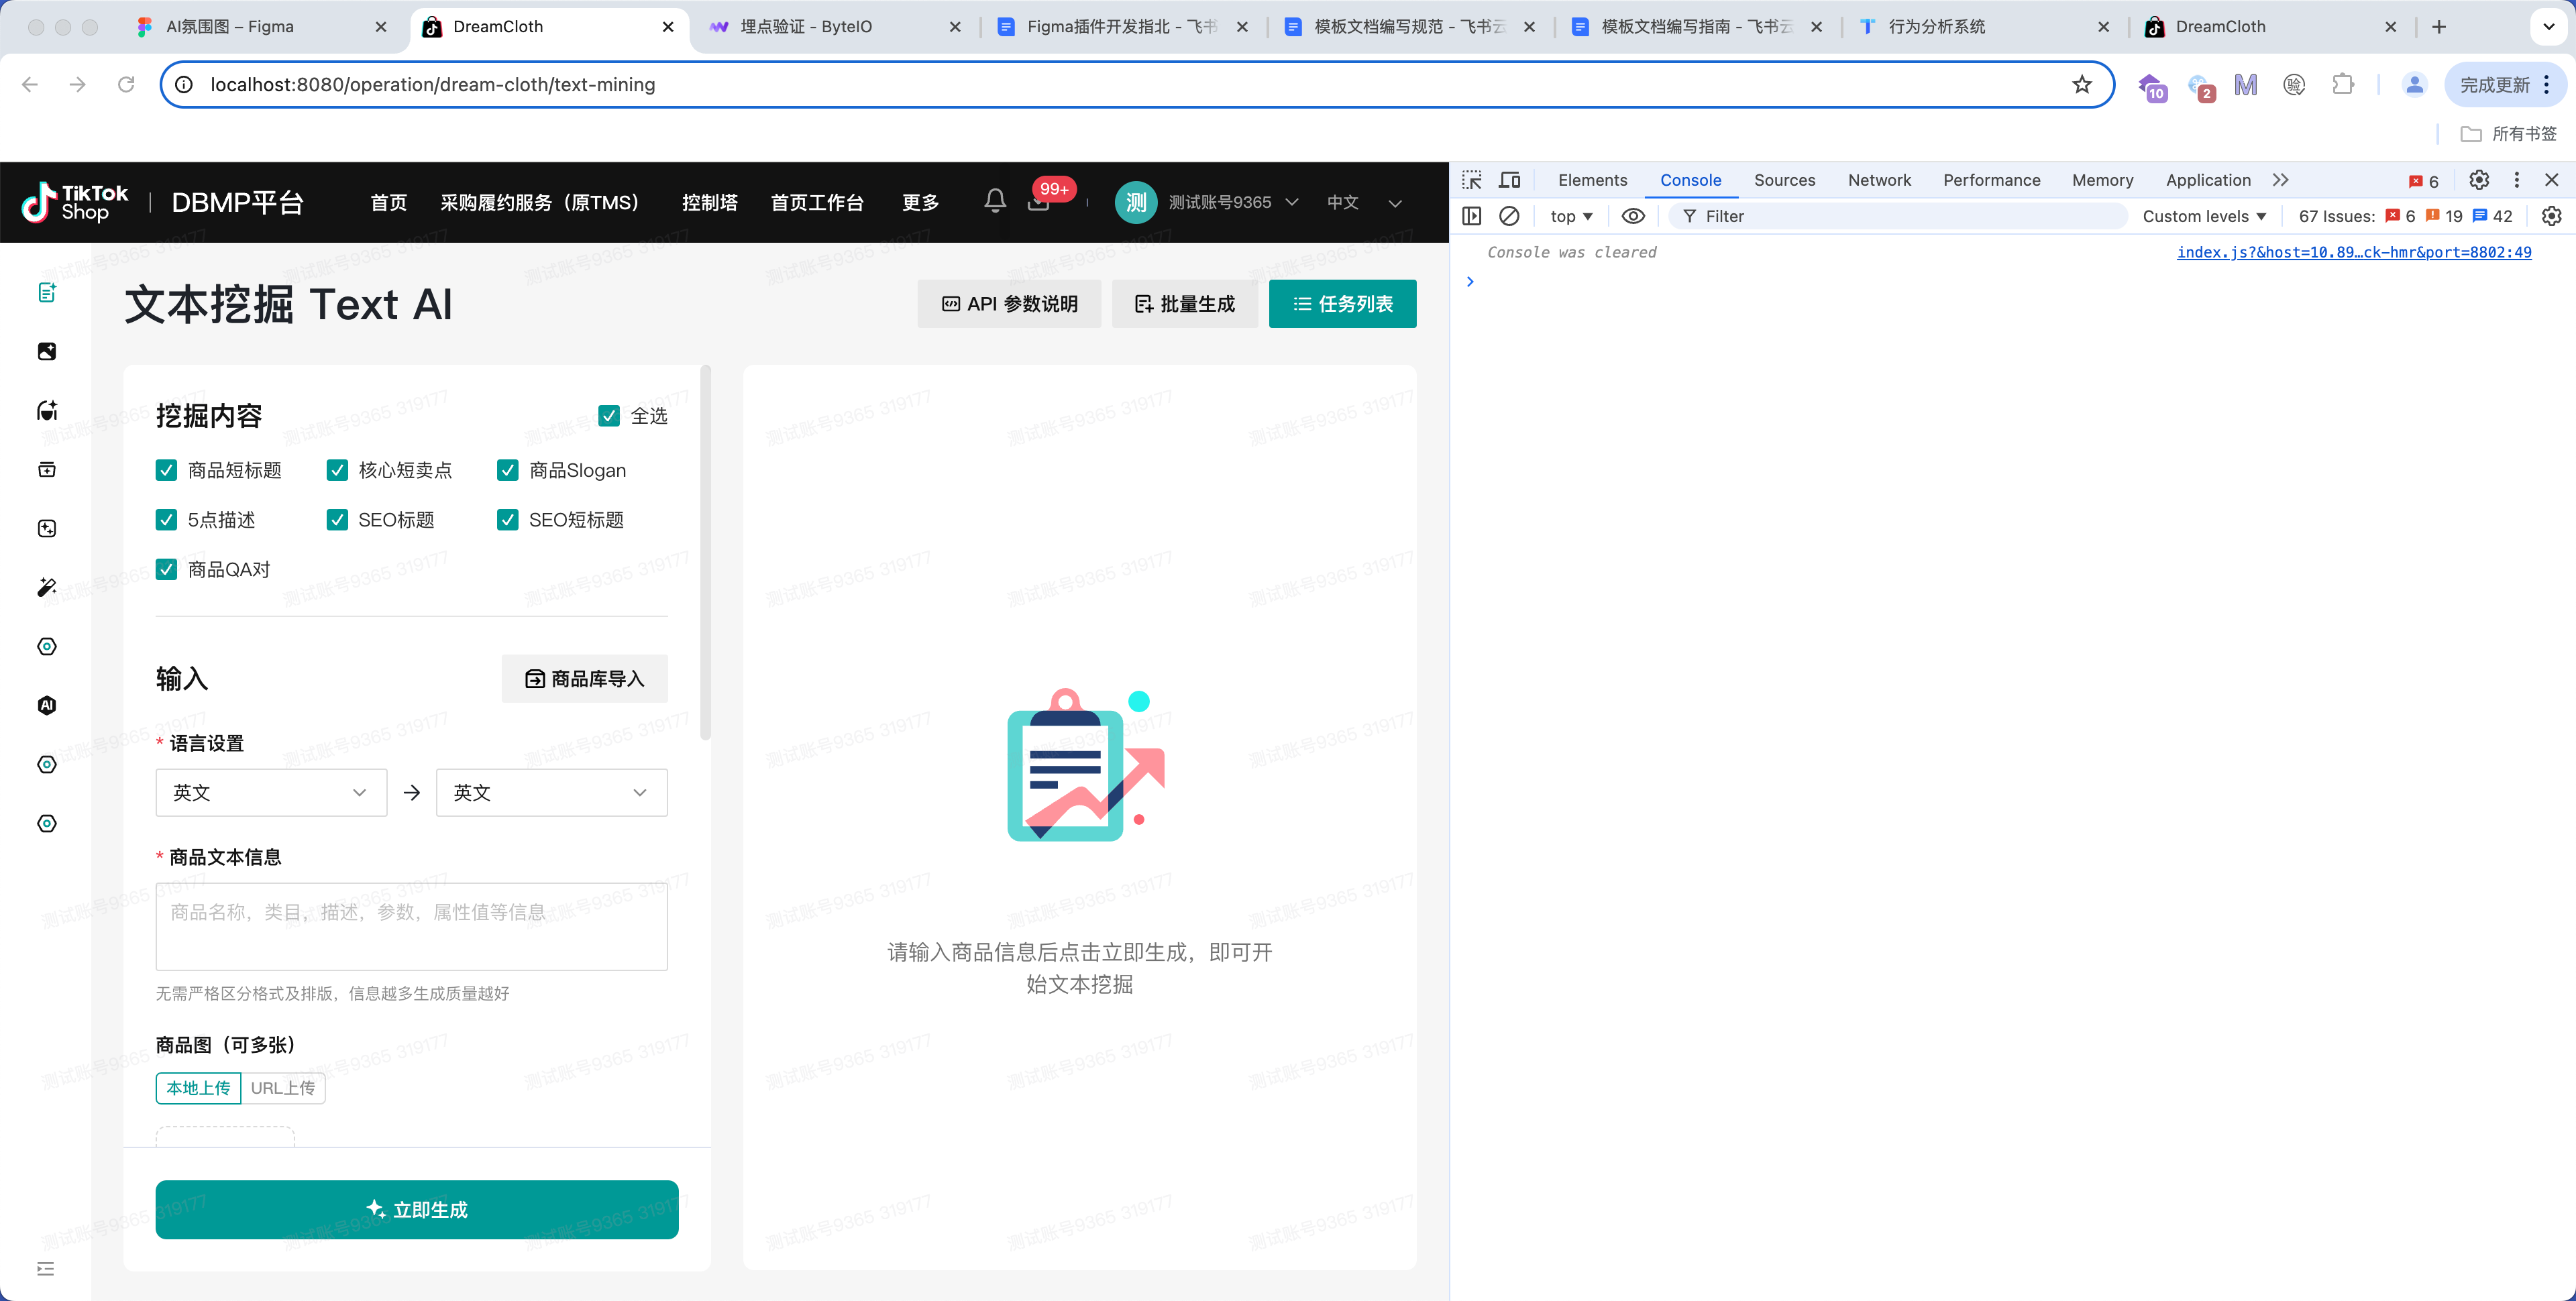 AI氛围图 – Figma
DreamCloth
埋点验证 - ByteIO
Figma插件开发指北 - 飞书
模板文档编写规范 - 飞书云
模板文档编写指南 - 飞书云
行为分析系统
DreamCloth
localhost:8080/operation/dream-cloth/text-mining
10
2
M
验
完成更新
所有书签
TikTok
Shop
DBMP平台
首页
采购履约服务（原TMS）
控制塔
首页工作台
更多
99+
测
测试账号9365
中文
文本挖掘 Text AI
API 参数说明
批量生成
任务列表
挖掘内容
全选
商品短标题
核心短卖点
商品Slogan
5点描述
SEO标题
SEO短标题
商品QA对
输入
商品库导入
* 语言设置
英文
英文
* 商品文本信息
商品名称，类目，描述，参数，属性值等信息
无需严格区分格式及排版，信息越多生成质量越好
商品图（可多张）
本地上传
URL上传
立即生成
AI
请输入商品信息后点击立即生成，即可开
始文本挖掘
测试账号9365 319177
Elements
Console
Sources
Network
Performance
Memory
Application
6
top
Filter
Custom levels
67 Issues:
6
19
42
Console was cleared
index.js?&host=10.89…ck-hmr&port=8802:49